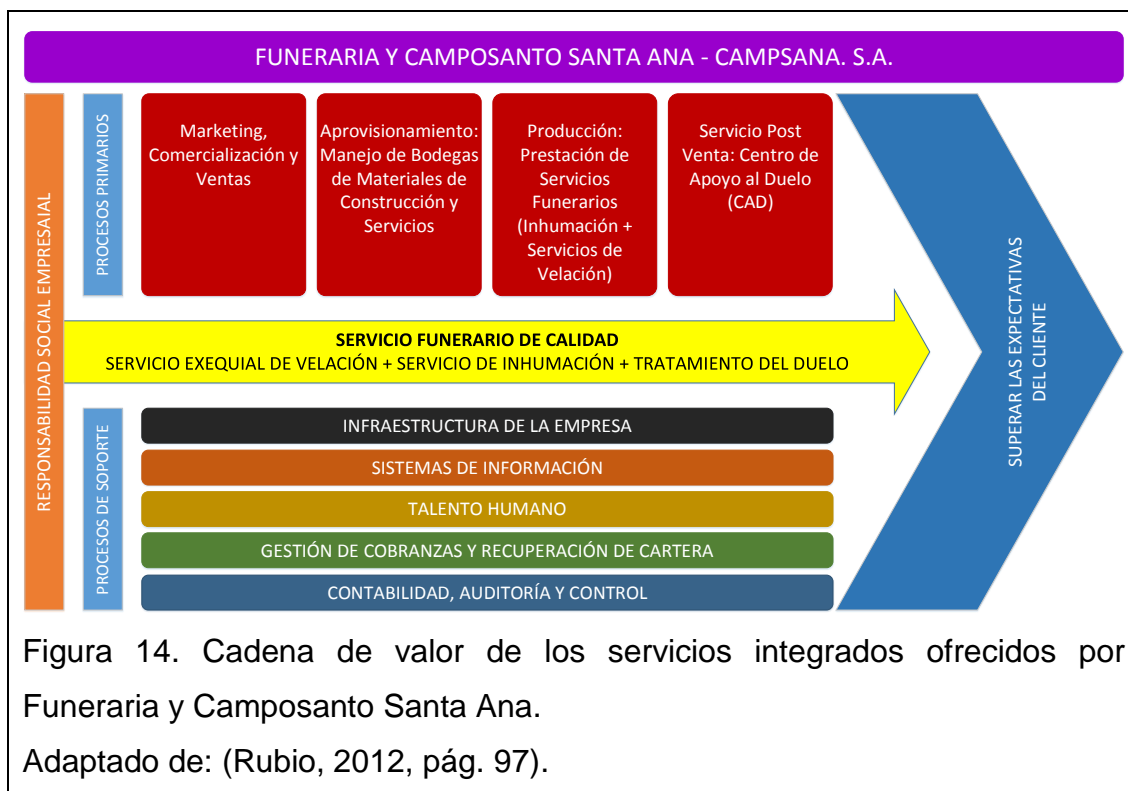 FUNERARIA Y CAMPOSANTO SANTA ANA - CAMPSANA. S.A.
RESPONSABILIDAD SOCIAL EMPRESAIAL
PROCESOS PRIMARIOS
Marketing,
Comercialización y
Ventas
Aprovisionamiento:
Manejo de Bodegas
de Materiales de
Construcción y
Servicios
Producción:
Prestación de
Servicios
Funerarios
(Inhumación +
Servicios de
Velación)
Servicio Post
Venta: Centro de
Apoyo al Duelo
(CAD)
SERVICIO FUNERARIO DE CALIDAD
SERVICIO EXEQUIAL DE VELACIÓN + SERVICIO DE INHUMACIÓN + TRATAMIENTO DEL DUELO
PROCESOS DE SOPORTE
INFRAESTRUCTURA DE LA EMPRESA
SISTEMAS DE INFORMACIÓN
TALENTO HUMANO
GESTIÓN DE COBRANZAS Y RECUPERACIÓN DE CARTERA
CONTABILIDAD, AUDITORÍA Y CONTROL
SUPERAR LAS EXPECTATIVAS
DEL CLIENTE
Figura 14. Cadena de valor de los servicios integrados ofrecidos por
Funeraria y Camposanto Santa Ana.
Adaptado de: (Rubio, 2012, pág. 97).